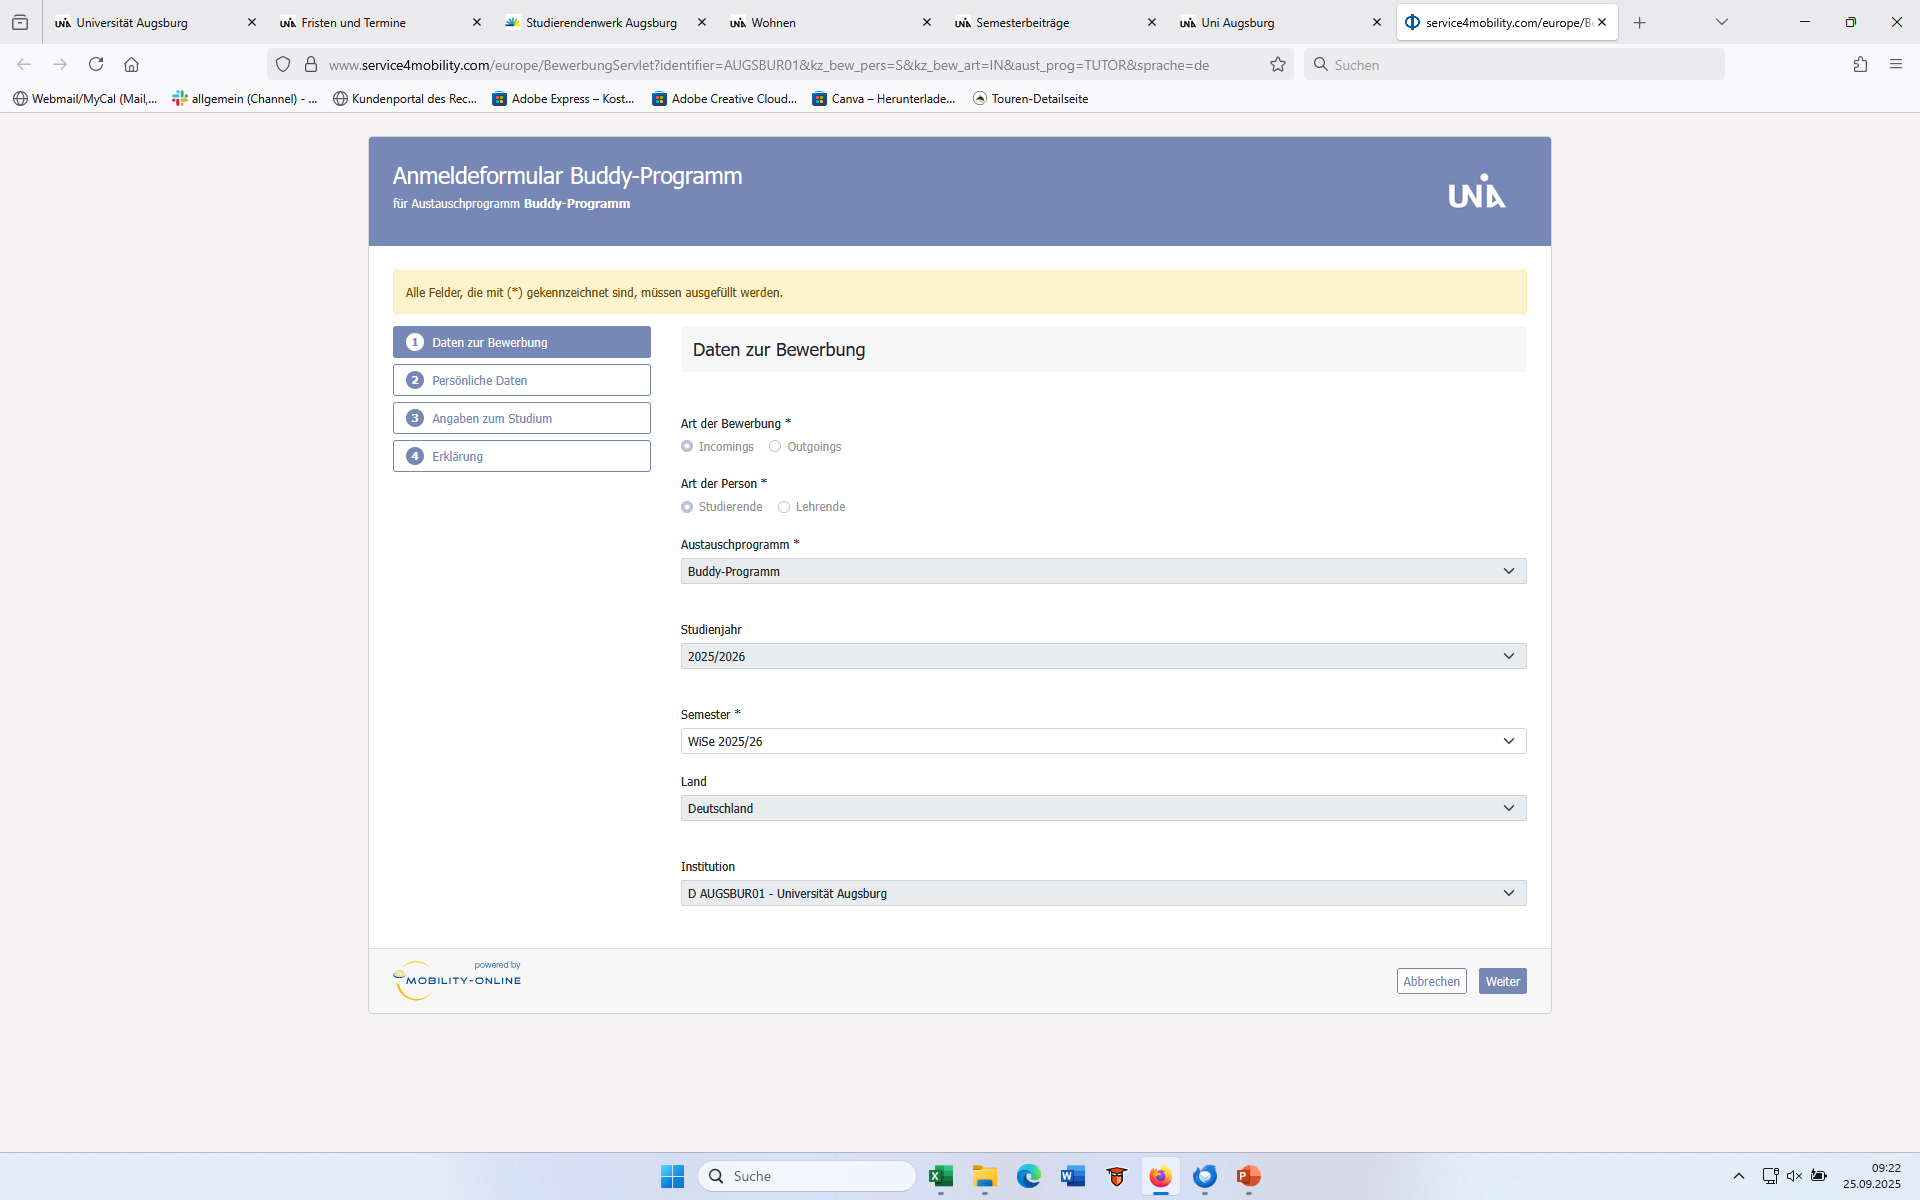 Universität Augsburg
Fristen und Termine
Studierendenwerk Augsburg
Wohnen
Semesterbeiträge
Uni Augsburg
service4mobility.com/europe/Be
www.service4mobility.com/europe/BewerbungServlet?identifier=AUGSBUR01&kz_bew_pers=S&kz_bew_art=IN&aust_prog=TUTOR&sprache=de
Suchen
Webmail/MyCal (Mail,...
allgemein (Channel) - ...
Kundenportal des Rec...
Adobe Express – Kost...
Adobe Creative Cloud...
Canva – Herunterlade...
Touren-Detailseite
Anmeldeformular Buddy-Programm
für Austauschprogramm Buddy-Programm
UNIA
Alle Felder, die mit (*) gekennzeichnet sind, müssen ausgefüllt werden.
1 Daten zur Bewerbung
2 Persönliche Daten
3 Angaben zum Studium
4 Erklärung
Daten zur Bewerbung
Art der Bewerbung *
Incomings Outgoings
Art der Person *
Studierende Lehrende
Austauschprogramm *
Buddy-Programm
Studienjahr
2025/2026
Semester *
WiSe 2025/26
Land
Deutschland
Institution
D AUGSBUR01 - Universität Augsburg
powered by
MOBILITY-ONLINE
Abbrechen
Weiter
Suche
09:22
25.09.2025